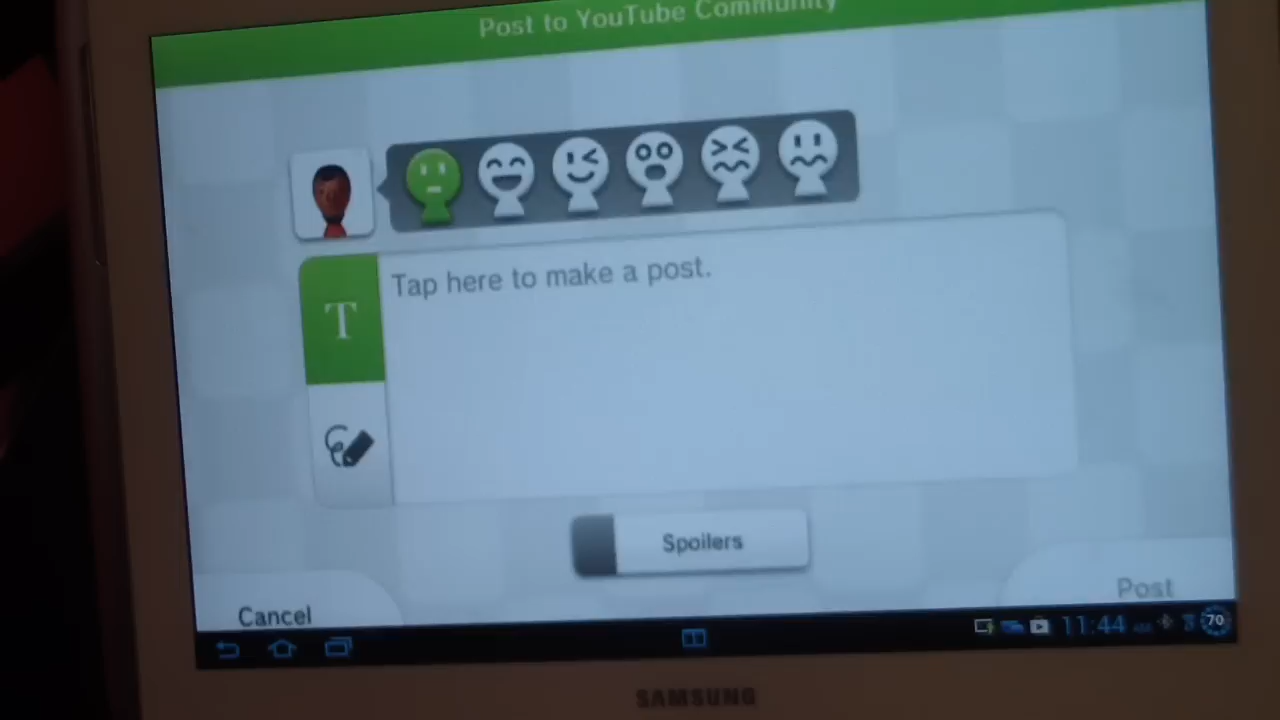 Post to YouTube Community
Tap here to make a post.
T
Spoilers
Cancel
Post
11:44
70
SAMSUNG